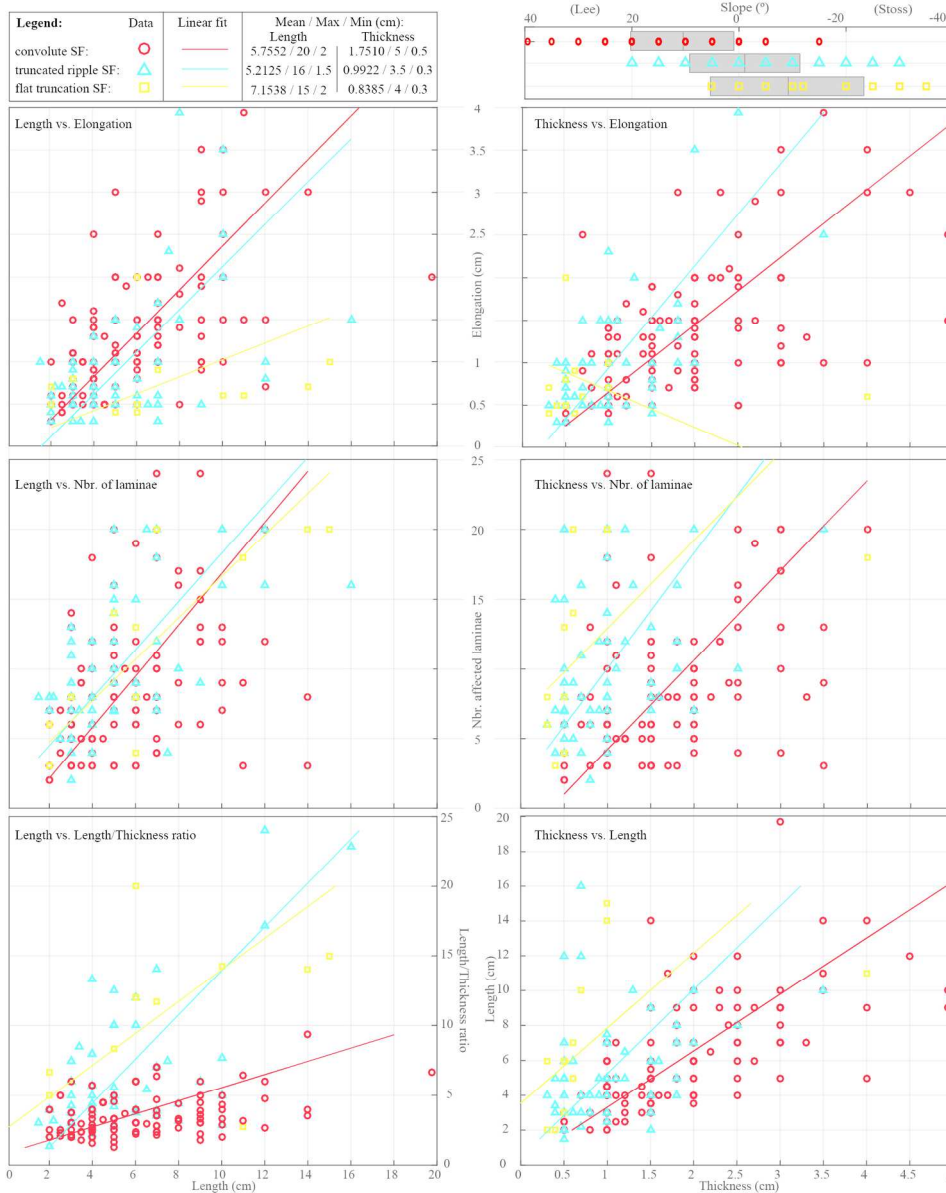 Legend: Data Linear fit Mean / Max / Min (cm):
Length Thickness
convolute SF: 5.7552 / 20 / 2 1.7510 / 5 / 0.5
truncated ripple SF: 5.2125 / 16 / 1.5 0.9922 / 3.5 / 0.3
flat truncation SF: 7.1538 / 15 / 2 0.8385 / 4 / 0.3
(Lee) Slope (º) (Stoss)
40 20 0 -20 -40
Length vs. Elongation
4
3.5
3
2.5
2
1.5
1
0.5
0
Elongation (cm)
Thickness vs. Elongation
Length vs. Nbr. of laminae
25
20
15
10
5
0
Nbr. affected laminae
Thickness vs. Nbr. of laminae
Length vs. Length/Thickness ratio
25
20
15
10
5
0
Length/Thickness ratio
0 2 4 6 8 10 12 14 16 18 20
Length (cm)
Thickness vs. Length
20
18
16
14
12
10
8
6
4
2
0
Length (cm)
0 0.5 1 1.5 2 2.5 3 3.5 4 4.5 5
Thickness (cm)